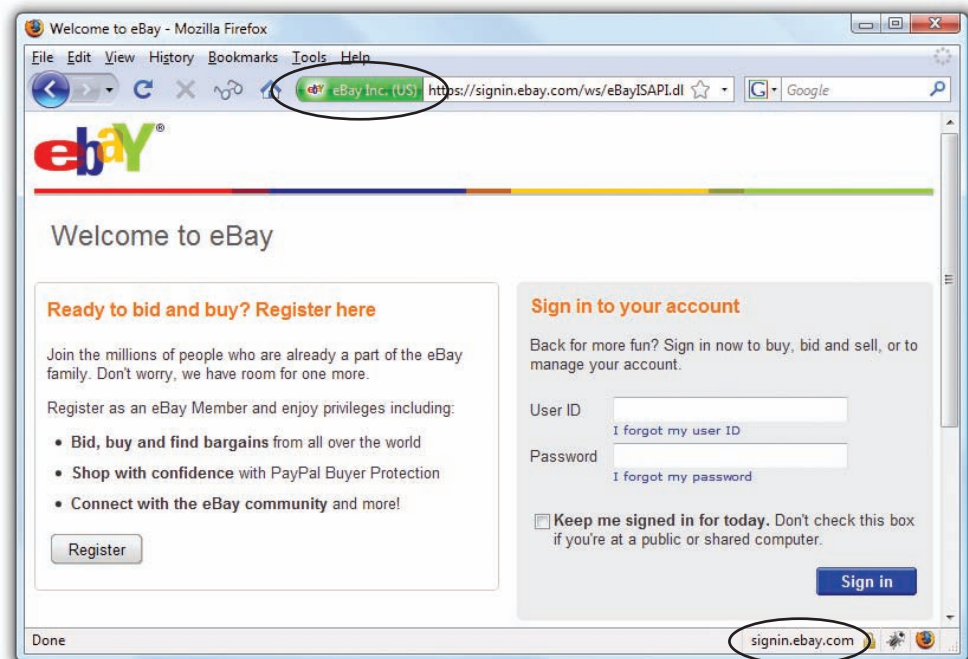 Welcome to eBay - Mozilla Firefox
File Edit View History Bookmarks Tools Help
eBay Inc. (US) https://signin.ebay.com/ws/eBayISAPI.dl G Google
ebaY®
Welcome to eBay
Ready to bid and buy? Register here
Join the millions of people who are already a part of the eBay
family. Don't worry, we have room for one more.
Register as an eBay Member and enjoy privileges including:
• Bid, buy and find bargains from all over the world
• Shop with confidence with PayPal Buyer Protection
• Connect with the eBay community and more!
Register
Sign in to your account
Back for more fun? Sign in now to buy, bid and sell, or to
manage your account.
User ID
I forgot my user ID
Password
I forgot my password
Keep me signed in for today. Don't check this box
if you're at a public or shared computer.
Sign in
Done
signin.ebay.com